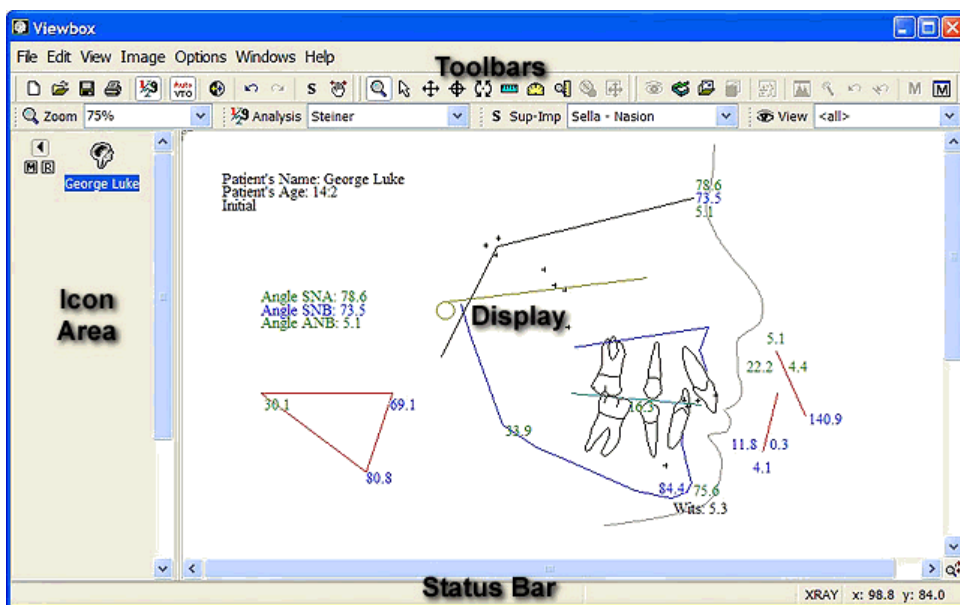 Viewbox
File Edit View Image Options Windows Help
Toolbars
Auto VTO
S
M M
Zoom 75% Analysis Steiner S Sup-Imp Sella - Nasion View <all>
M R
George Luke
Patient's Name: George Luke
Patient's Age: 14:2
Initial
78.6
73.5
5.1
Icon Area
Angle SNA: 78.6
Angle SNB: 73.5
Angle ANB: 5.1
Display
5.1
22.2 4.4
30.1 69.1
16.3
140.9
33.9
11.8 0.3
4.1
80.8
84.4 75.6
Wits: 5.3
Status Bar
XRAY x: 98.8 y: 84.0